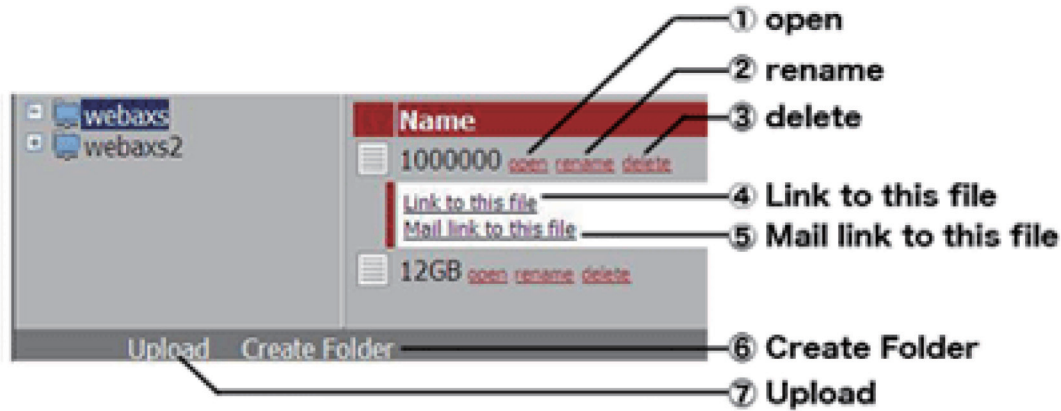 ① open
② rename
③ delete
webaxs
webaxs2
Name
1000000 open rename delete
Link to this file
Mail link to this file
12GB open rename delete
④ Link to this file
⑤ Mail link to this file
Upload Create Folder
⑥ Create Folder
⑦ Upload